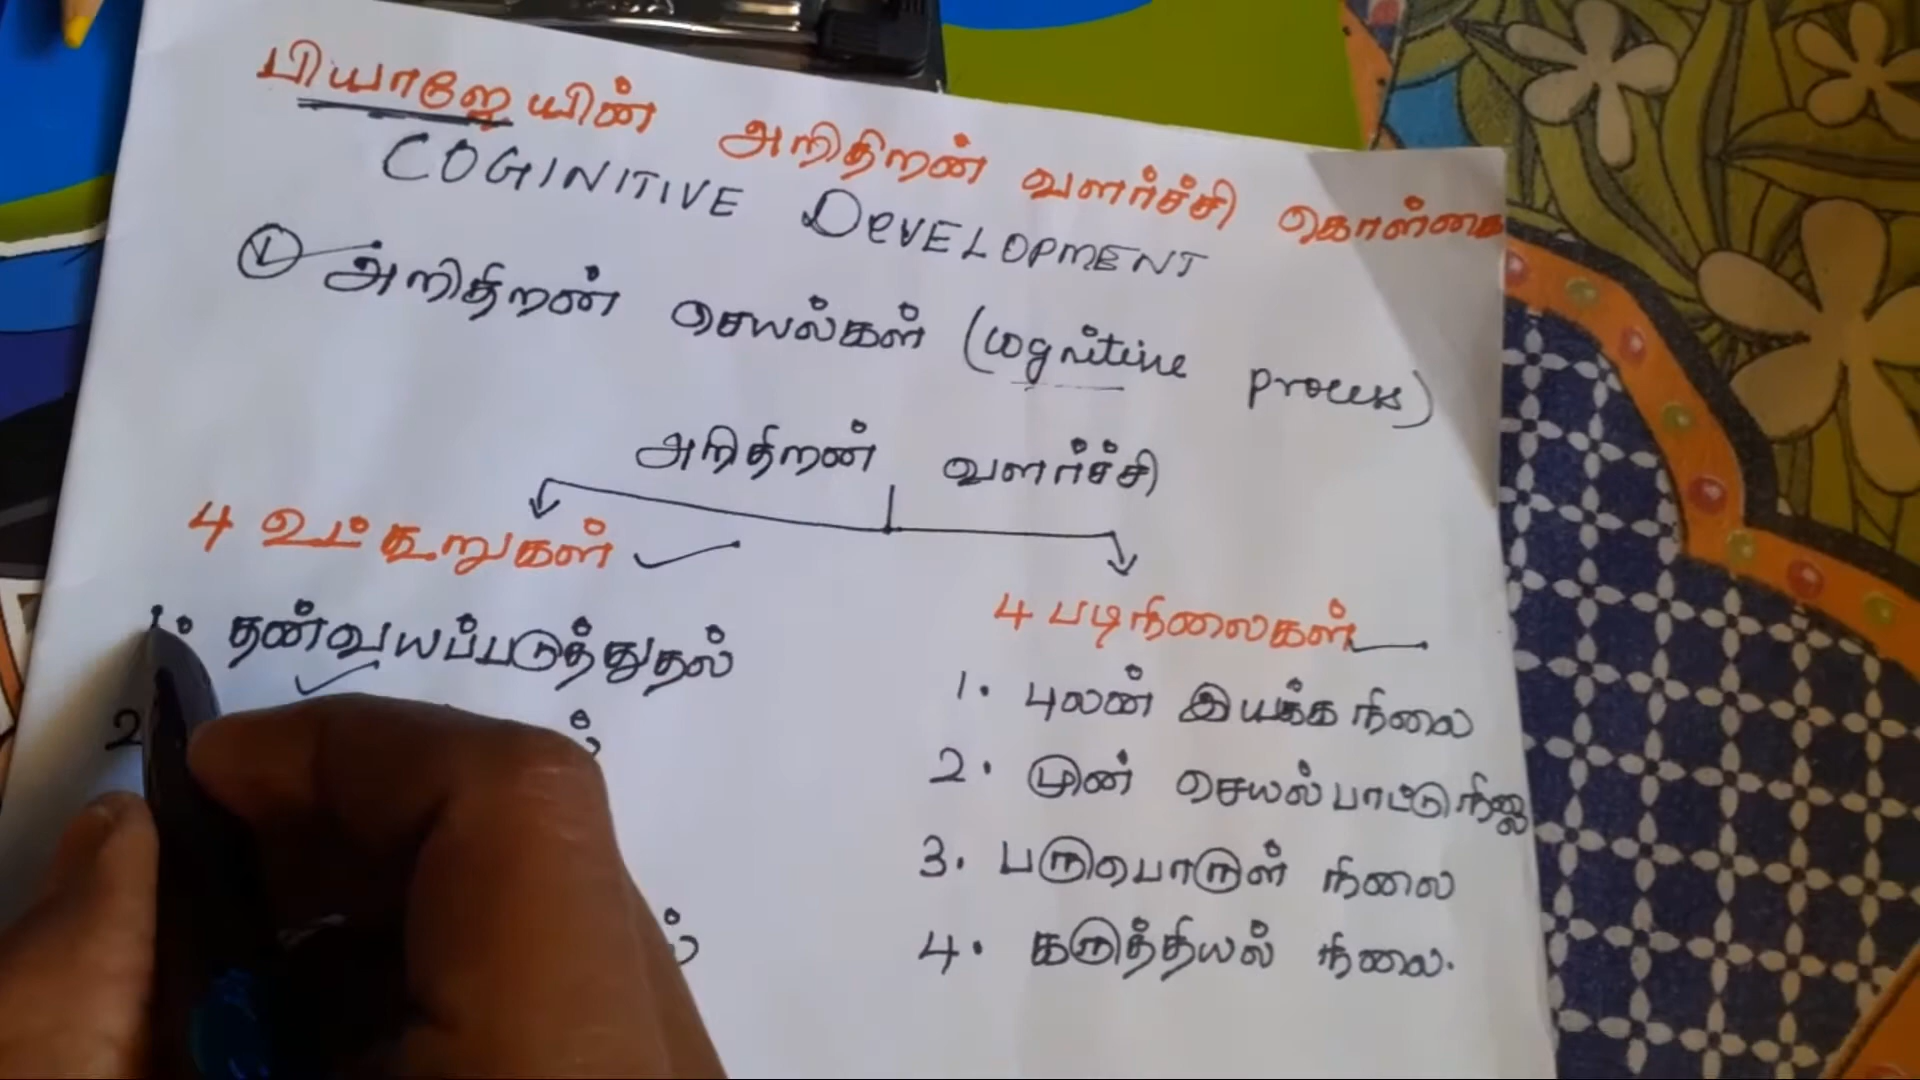 பியாஜேயின் அறிதிறன் வளர்ச்சி கொள்கை
COGINITIVE DEVELOPMENT
அறிதிறன் செயல்கள் (cognitive process)
அறிதிறன் வளர்ச்சி
4 உட்கூறுகள்
1. தன்வயப்படுத்துதல்
2
4 படிநிலைகள்
1. புலன் இயக்க நிலை
2. முன் செயல்பாட்டு நிலை
3. பருபொருள் நிலை
4. கருத்தியல் நிலை.